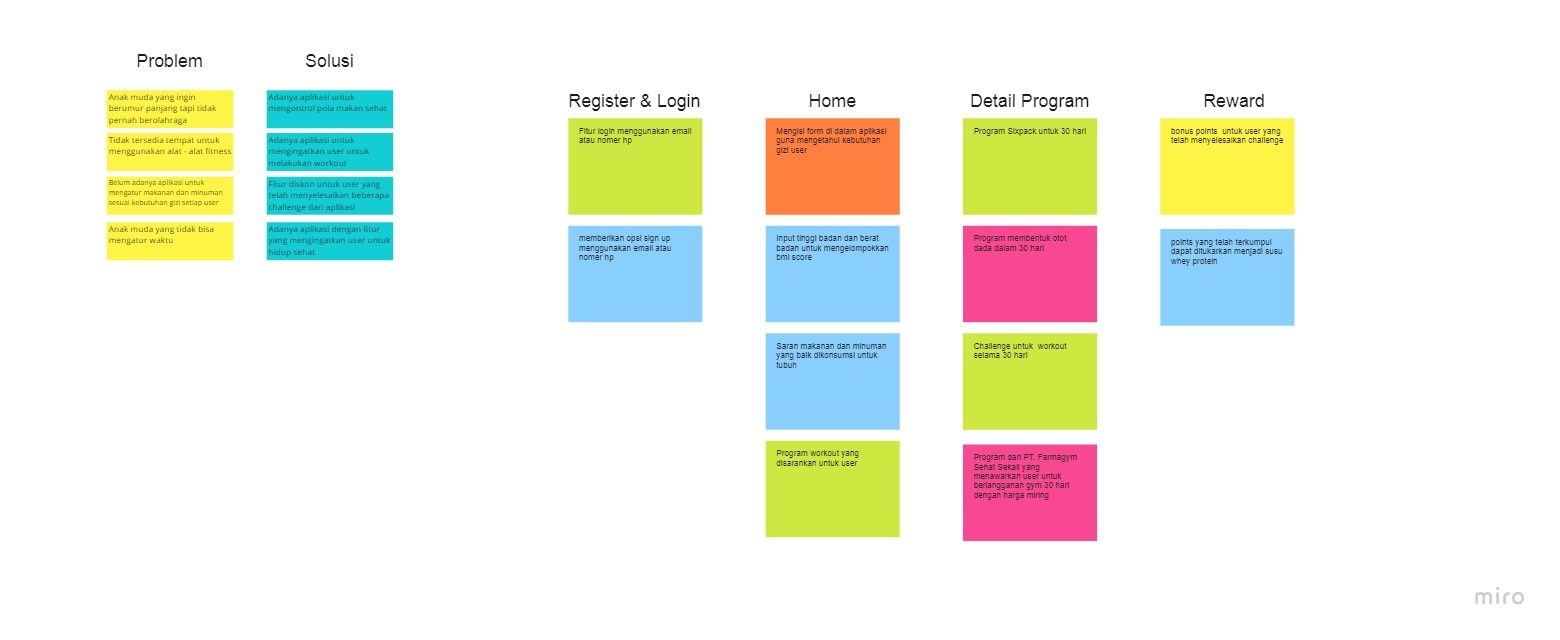 Problem
Anak muda yang ingin
berumur panjang tapi tidak
pernah berolahraga
Tidak tersedia tempat untuk
menggunakan alat - alat fitness
Belum adanya aplikasi untuk
mengatur makanan dan minuman
sesuai kebutuhan gizi setiap user
Anak muda yang tidak bisa
mengatur waktu
Solusi
Adanya aplikasi untuk
mengontrol pola makan sehat
Adanya aplikasi untuk
mengingatkan user untuk
melakukan workout
Fitur diskon untuk user yang
telah menyelesaikan beberapa
challenge dari aplikasi
Adanya aplikasi dengan fitur
yang mengingatkan user untuk
hidup sehat
Register & Login
Fitur login menggunakan email
atau nomer hp
memberikan opsi sign up
menggunakan email atau
nomer hp
Home
Mengisi form di dalam aplikasi
guna mengetahui kebutuhan
gizi user
Input tinggi badan dan berat
badan untuk mengelompokkan
bmi score
Saran makanan dan minuman
yang baik dikonsumsi untuk
tubuh
Program workout yang
disarankan untuk user
Detail Program
Program Sixpack untuk 30 hari
Program membentuk otot
dada dalam 30 hari
Challenge untuk workout
selama 30 hari
Program dari PT. Farmagym
Sehat Sekali yang
menawarkan user untuk
berlangganan gym 30 hari
dengan harga miring
Reward
bonus points untuk user yang
telah menyelesaikan challenge
points yang telah terkumpul
dapat ditukarkan menjadi susu
whey protein
miro